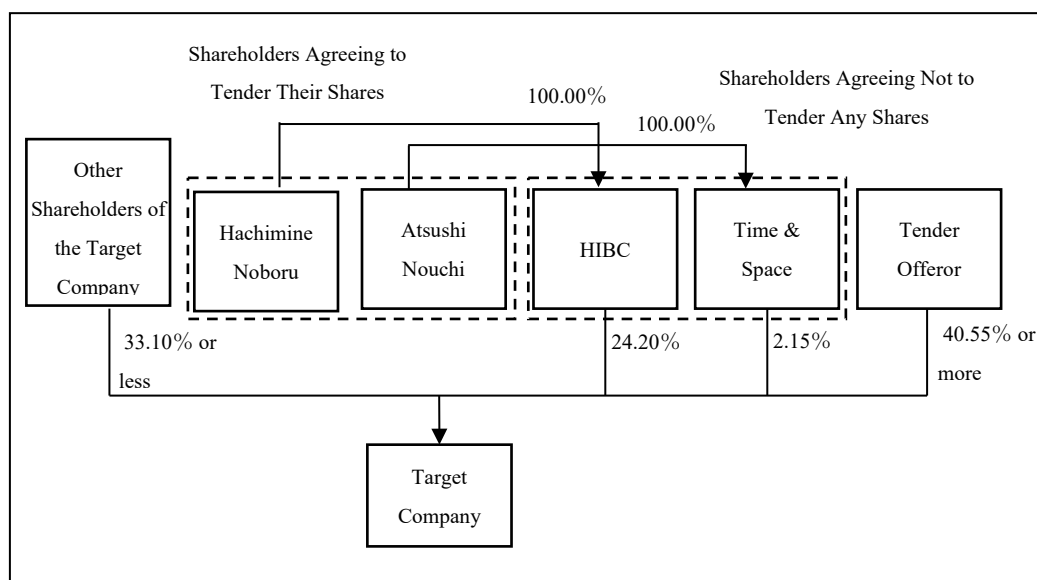 Shareholders Agreeing to
Tender Their Shares
Shareholders Agreeing Not to
Tender Any Shares
100.00%
100.00%
Other
Shareholders of
the Target
Company
Hachimine
Noboru
Atsushi
Nouchi
HIBC
Time &
Space
Tender
Offeror
33.10% or
less
24.20%
2.15%
40.55% or
more
Target
Company